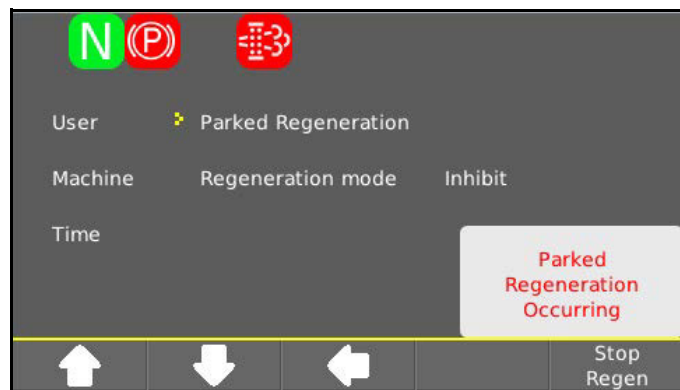 N (P)
User Parked Regeneration
Machine Regeneration mode Inhibit
Time
Parked
Regeneration
Occurring
Stop
Regen